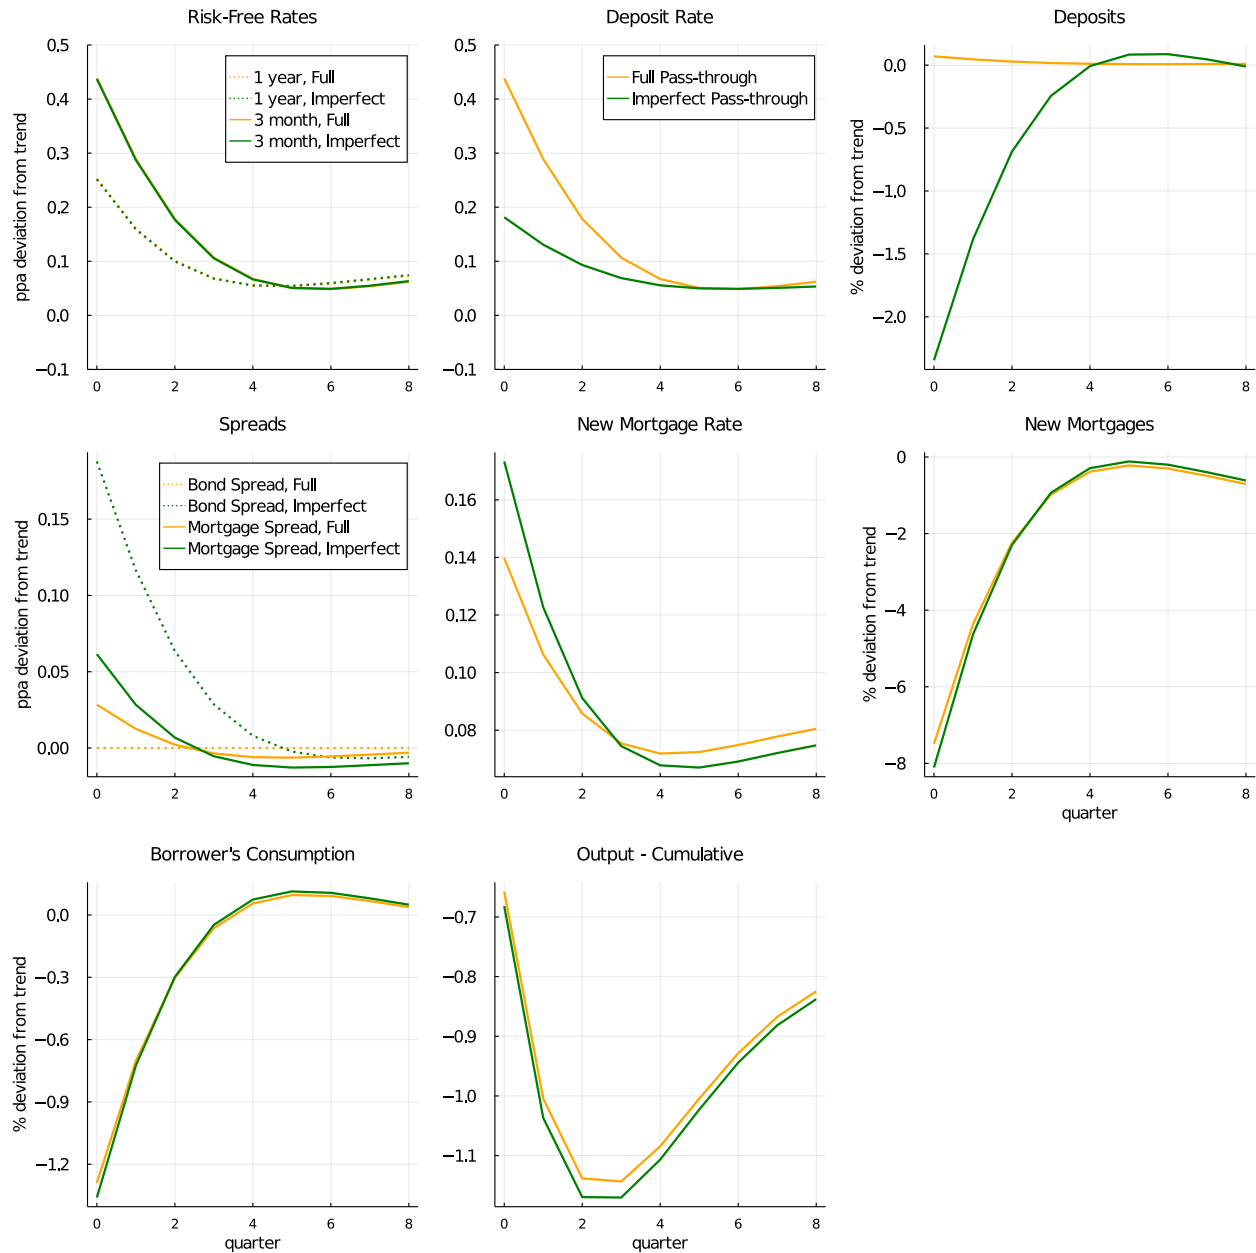 Risk-Free Rates
ppa deviation from trend
0.5
0.4
0.3
0.2
0.1
0.0
−0.1
1 year, Full
1 year, Imperfect
3 month, Full
3 month, Imperfect
0 2 4 6 8
Deposit Rate
0.5
0.4
0.3
0.2
0.1
0.0
−0.1
Full Pass-through
Imperfect Pass-through
0 2 4 6 8
Deposits
% deviation from trend
0.0
−0.5
−1.0
−1.5
−2.0
0 2 4 6 8
Spreads
ppa deviation from trend
0.15
0.10
0.05
0.00
Bond Spread, Full
Bond Spread, Imperfect
Mortgage Spread, Full
Mortgage Spread, Imperfect
0 2 4 6 8
New Mortgage Rate
0.16
0.14
0.12
0.10
0.08
0 2 4 6 8
New Mortgages
% deviation from trend
0
−2
−4
−6
−8
0 2 4 6 8
quarter
Borrower's Consumption
% deviation from trend
0.0
−0.3
−0.6
−0.9
−1.2
0 2 4 6 8
quarter
Output - Cumulative
−0.7
−0.8
−0.9
−1.0
−1.1
0 2 4 6 8
quarter